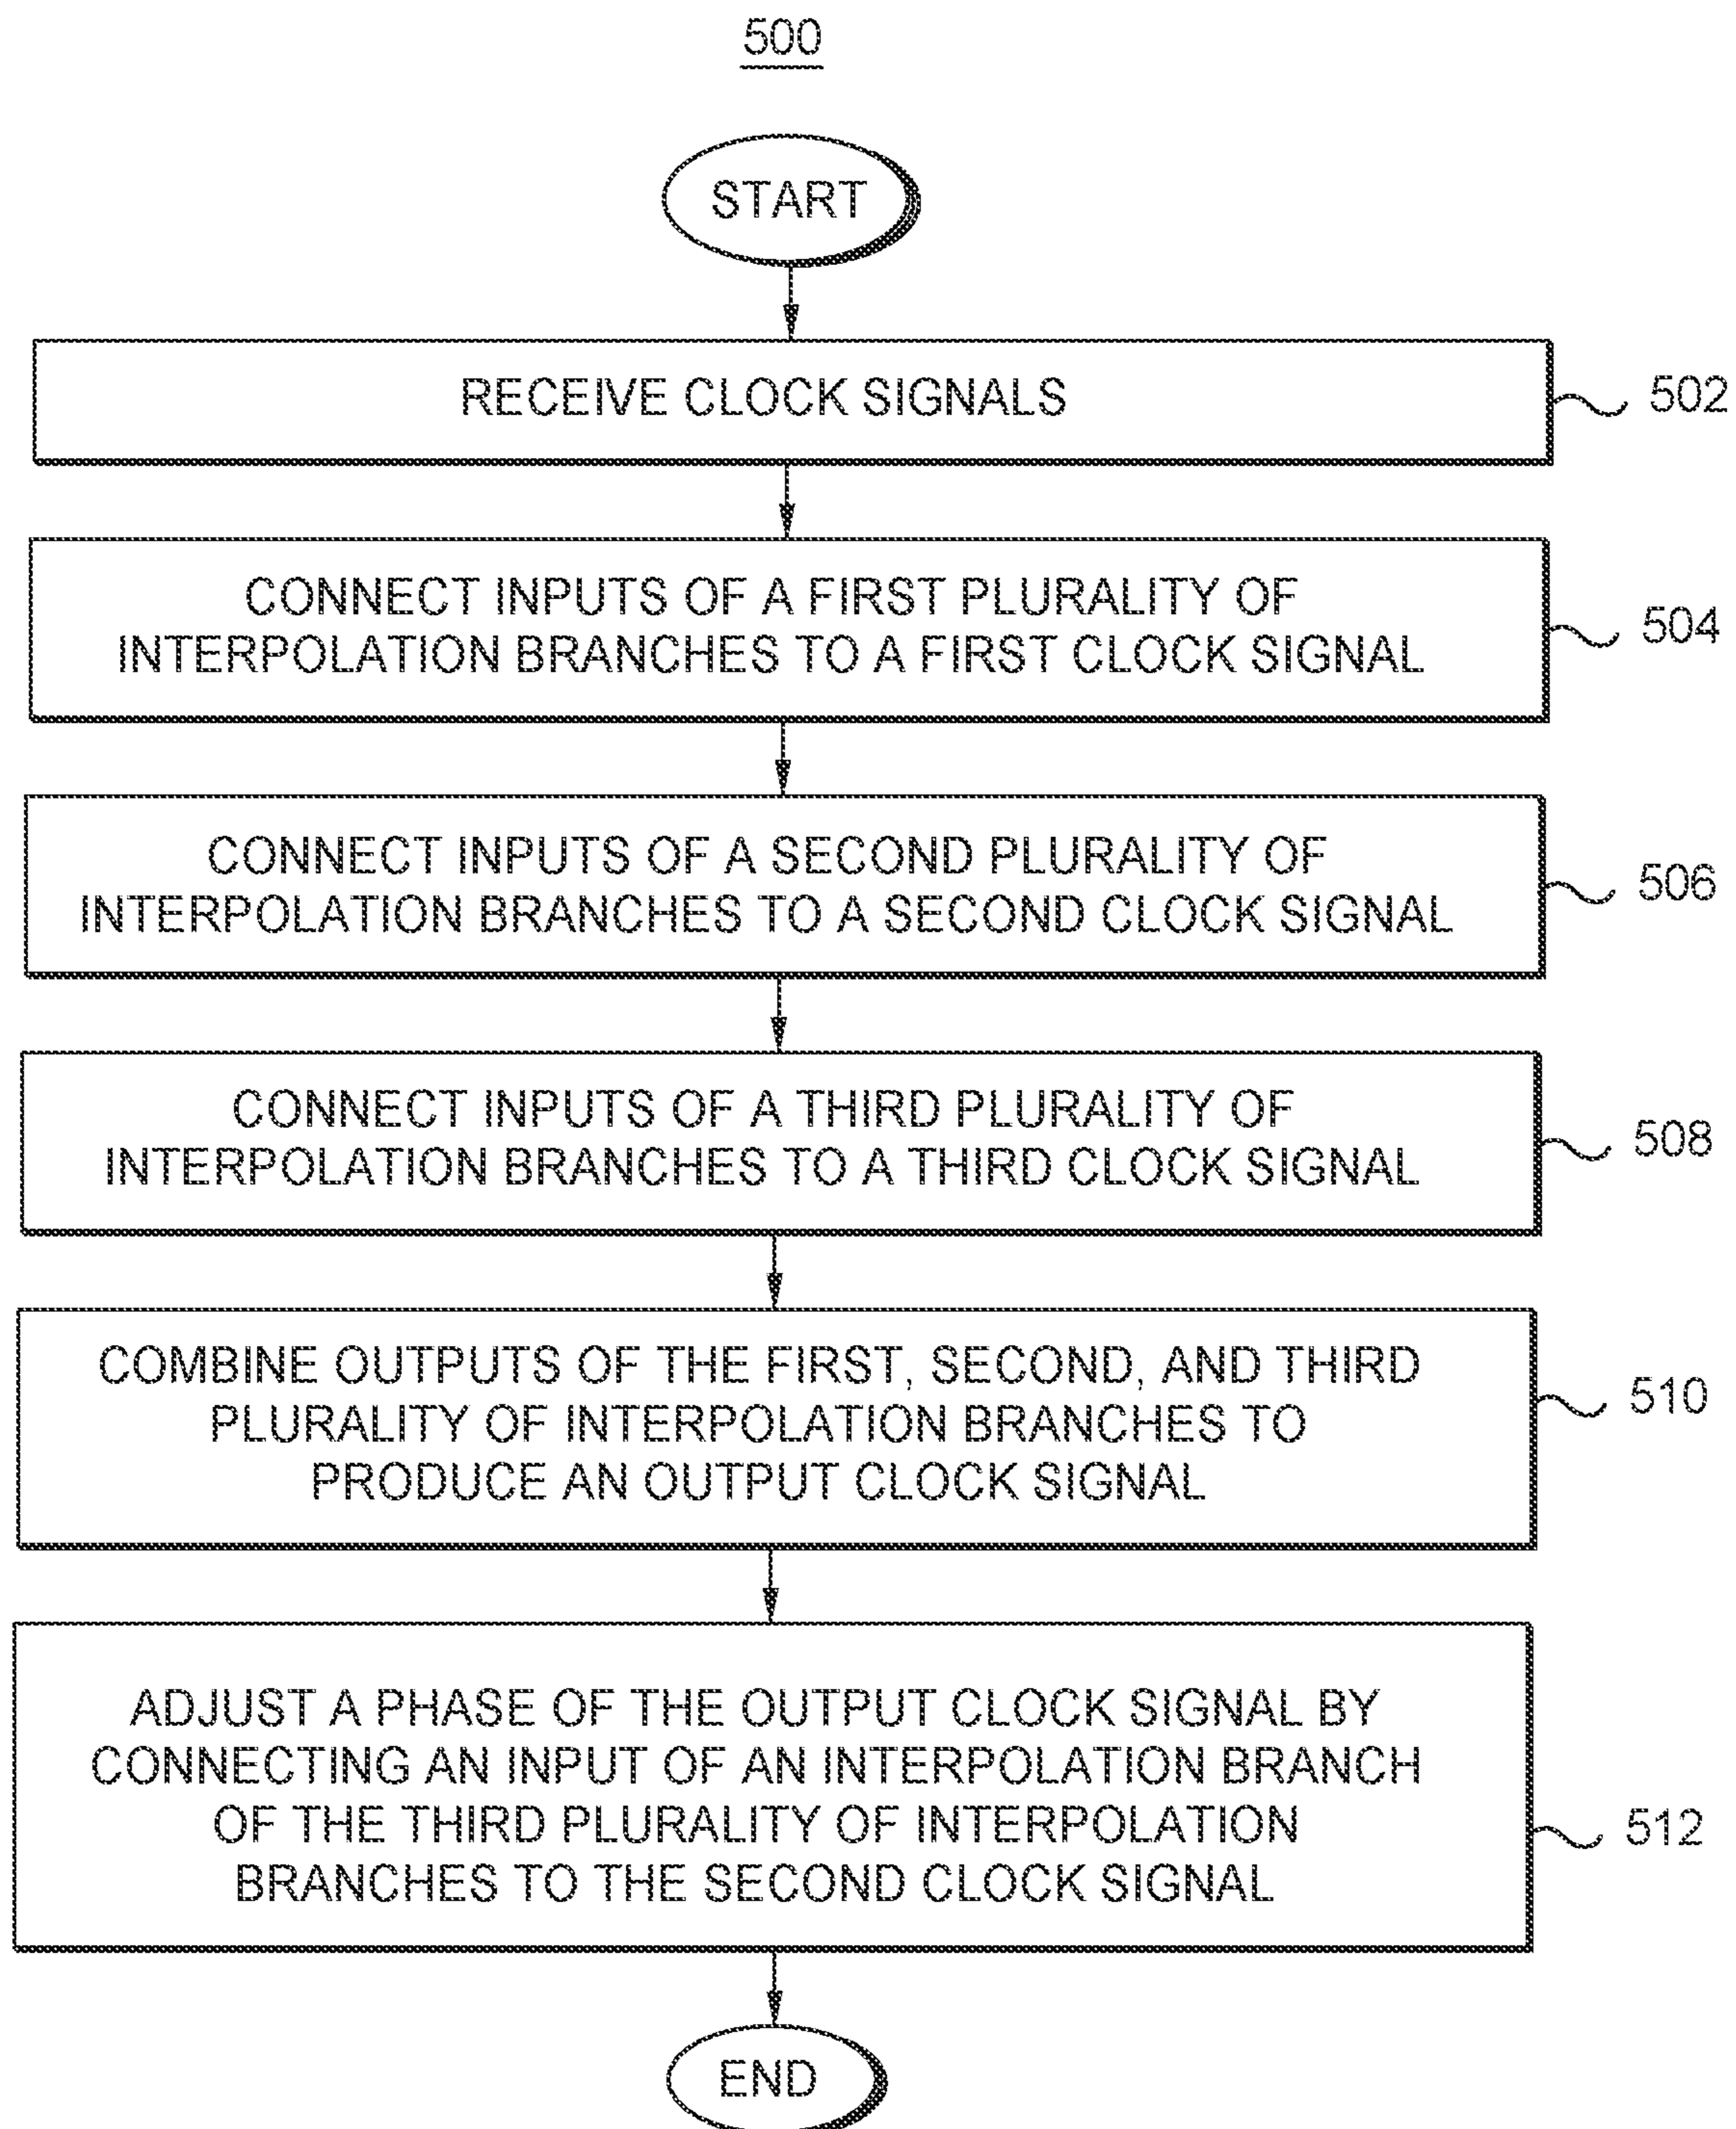 500
START
RECEIVE CLOCK SIGNALS
502
CONNECT INPUTS OF A FIRST PLURALITY OF
INTERPOLATION BRANCHES TO A FIRST CLOCK SIGNAL
504
CONNECT INPUTS OF A SECOND PLURALITY OF
INTERPOLATION BRANCHES TO A SECOND CLOCK SIGNAL
506
CONNECT INPUTS OF A THIRD PLURALITY OF
INTERPOLATION BRANCHES TO A THIRD CLOCK SIGNAL
508
COMBINE OUTPUTS OF THE FIRST, SECOND, AND THIRD
PLURALITY OF INTERPOLATION BRANCHES TO
PRODUCE AN OUTPUT CLOCK SIGNAL
510
ADJUST A PHASE OF THE OUTPUT CLOCK SIGNAL BY
CONNECTING AN INPUT OF AN INTERPOLATION BRANCH
OF THE THIRD PLURALITY OF INTERPOLATION
BRANCHES TO THE SECOND CLOCK SIGNAL
512
END